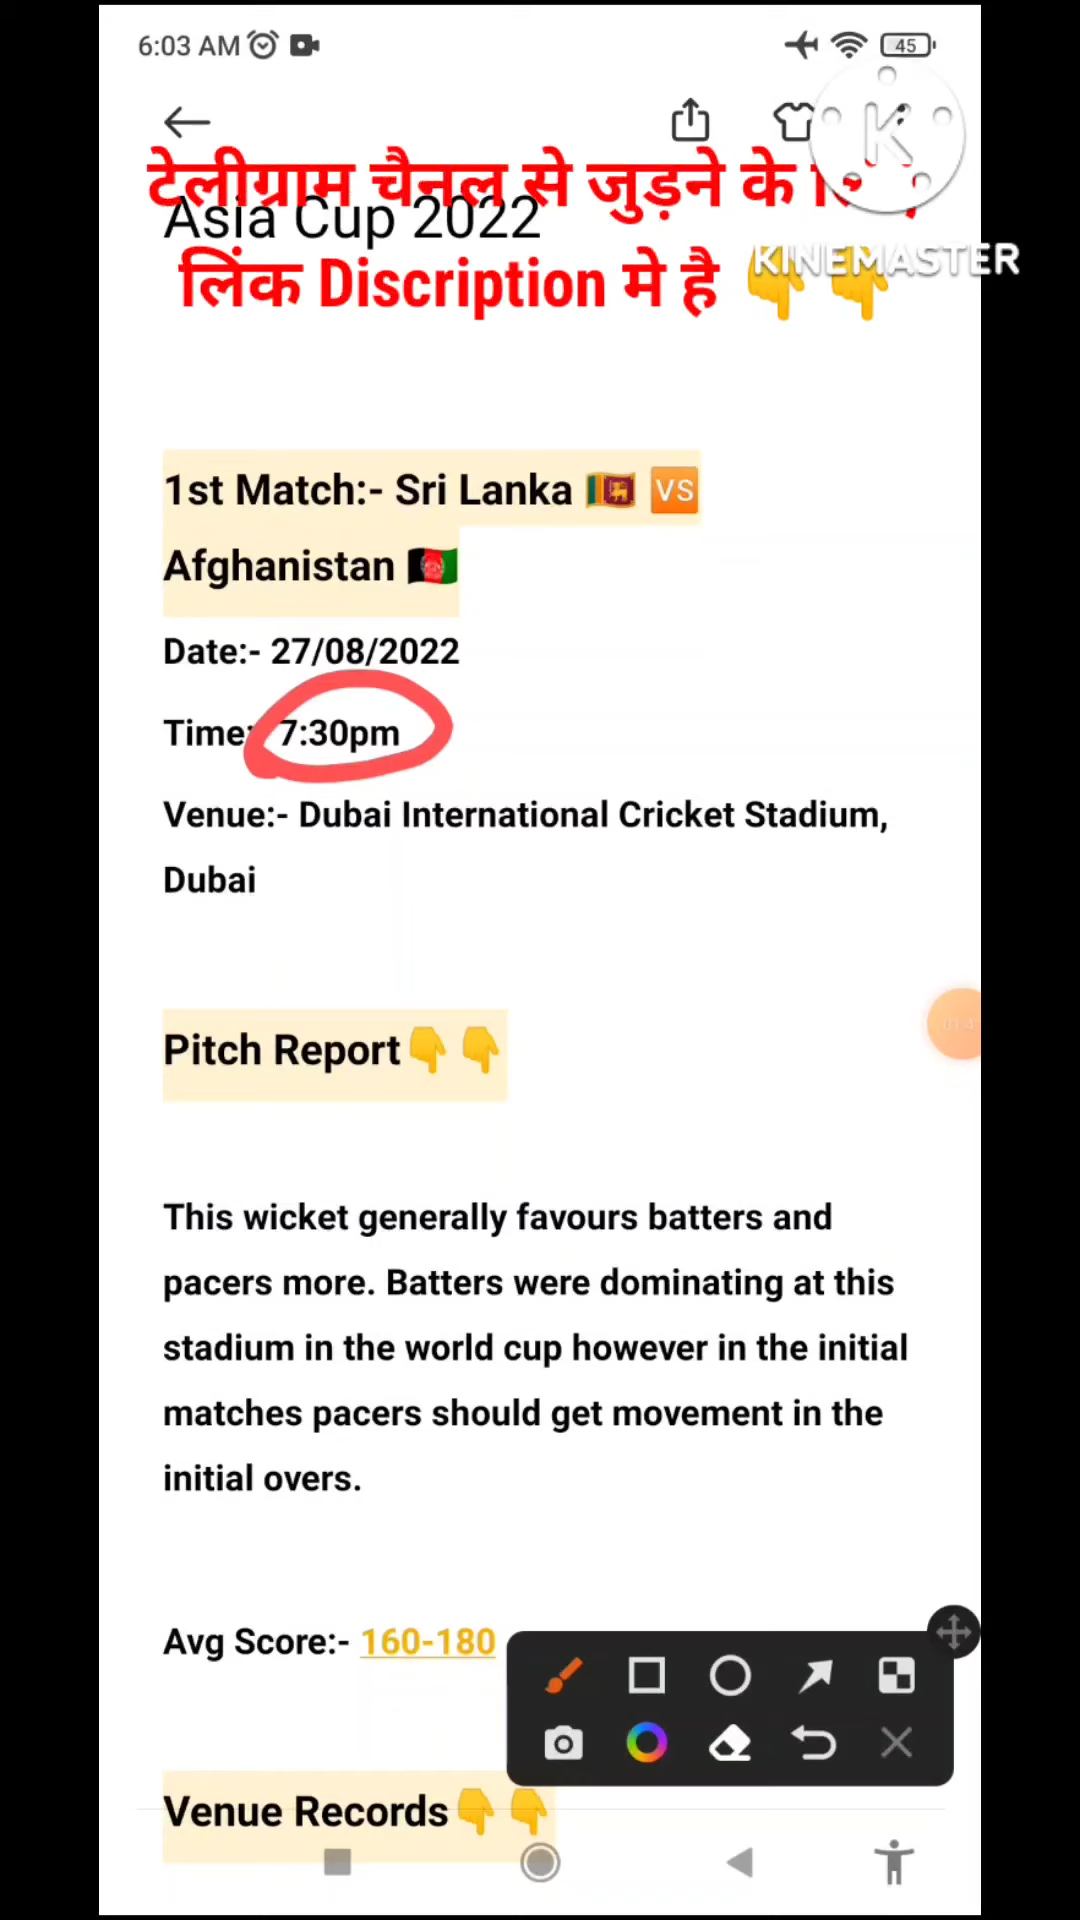 6:03 AM
45
टेलीग्राम चैनल से जुड़ने के
Asia Cup 2022
लिंक Discription मे है 👇👇
K
KINEMASTER
1st Match:- Sri Lanka 🇱🇰 🆚
Afghanistan 🇦🇫
Date:- 27/08/2022
Time: 7:30pm
Venue:- Dubai International Cricket Stadium,
Dubai
Pitch Report👇👇
This wicket generally favours batters and
pacers more. Batters were dominating at this
stadium in the world cup however in the initial
matches pacers should get movement in the
initial overs.
Avg Score:- 160-180
Venue Records👇👇